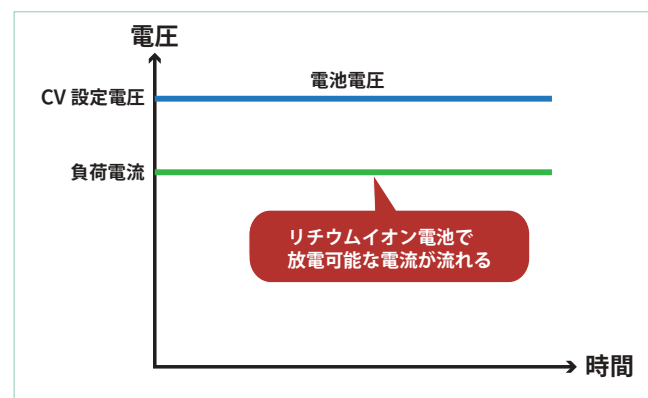 電圧
電池電圧
CV 設定電圧
負荷電流
リチウムイオン電池で
放電可能な電流が流れる
時間